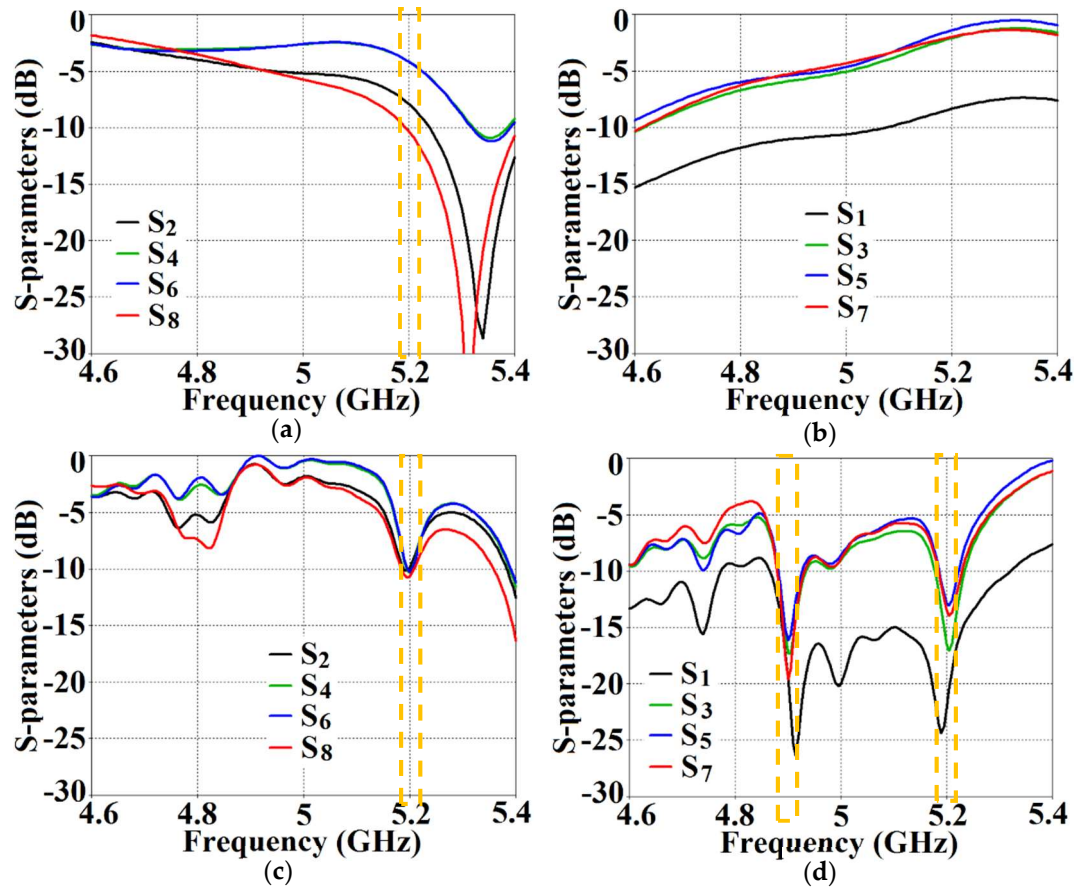 S-parameters (dB)
0
-5
-10
-15
-20
-25
-30
S2
S4
S6
S8
4.6 4.8 5 5.2 5.4
Frequency (GHz)
(a)
S-parameters (dB)
0
-5
-10
-15
-20
-25
-30
S1
S3
S5
S7
4.6 4.8 5 5.2 5.4
Frequency (GHz)
(b)
S-parameters (dB)
0
-5
-10
-15
-20
-25
-30
S2
S4
S6
S8
4.6 4.8 5 5.2 5.4
Frequency (GHz)
(c)
S-parameters (dB)
0
-5
-10
-15
-20
-25
-30
S1
S3
S5
S7
4.6 4.8 5 5.2 5.4
Frequency (GHz)
(d)